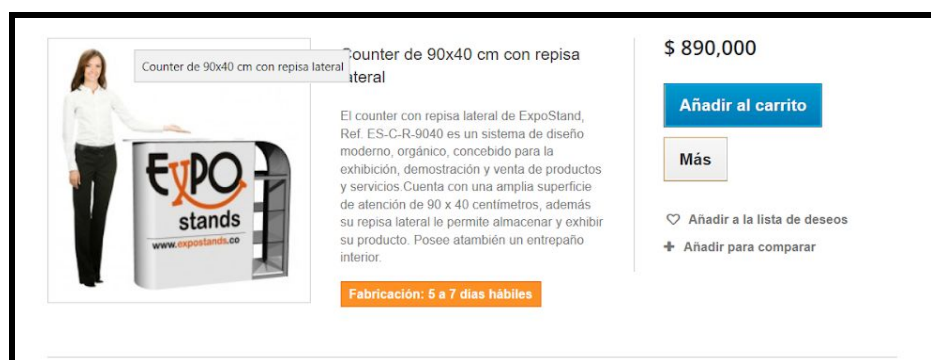 Counter de 90x40 cm con repisa lateral
Counter de 90x40 cm con repisa
lateral
El counter con repisa lateral de ExpoStand,
Ref. ES-C-R-9040 es un sistema de diseño
moderno, orgánico, concebido para la
exhibición, demostración y venta de productos
y servicios.Cuenta con una amplia superficie
de atención de 90 x 40 centímetros, además
su repisa lateral le permite almacenar y exhibir
su producto. Posee atambién un entrepaño
interior.
Fabricación: 5 a 7 dias hábiles
EXPO
stands
www.expostands.co
$ 890,000
Añadir al carrito
Más
Añadir a la lista de deseos
Añadir para comparar